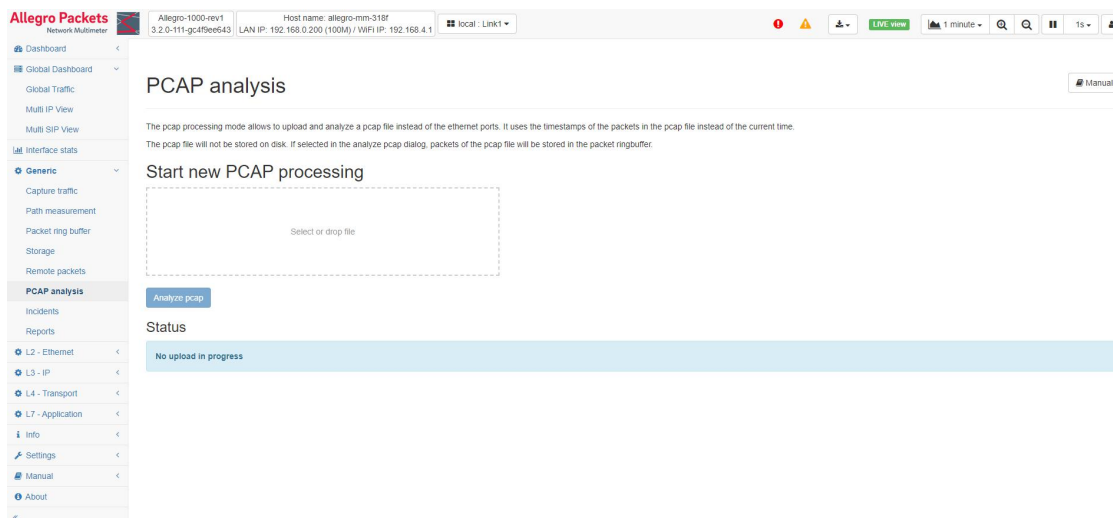 Allegro Packets
Network Multimeter
Allegro-1000-rev1
3.2.0-111-gc4f9ee643
Host name: allegro-mm-318f
LAN IP: 192.168.0.200 (100M) / WiFi IP: 192.168.4.1
local : Link1
LIVE view
1 minute
1s
Dashboard
Global Dashboard
Global Traffic
Multi IP View
Multi SIP View
Interface stats
Generic
Capture traffic
Path measurement
Packet ring buffer
Storage
Remote packets
PCAP analysis
Incidents
Reports
L2 - Ethernet
L3 - IP
L4 - Transport
L7 - Application
Info
Settings
Manual
About
PCAP analysis
Manual
The pcap processing mode allows to upload and analyze a pcap file instead of the ethernet ports. It uses the timestamps of the packets in the pcap file instead of the current time.
The pcap file will not be stored on disk. If selected in the analyze pcap dialog, packets of the pcap file will be stored in the packet ringbuffer.
Start new PCAP processing
Select or drop file
Analyze pcap
Status
No upload in progress